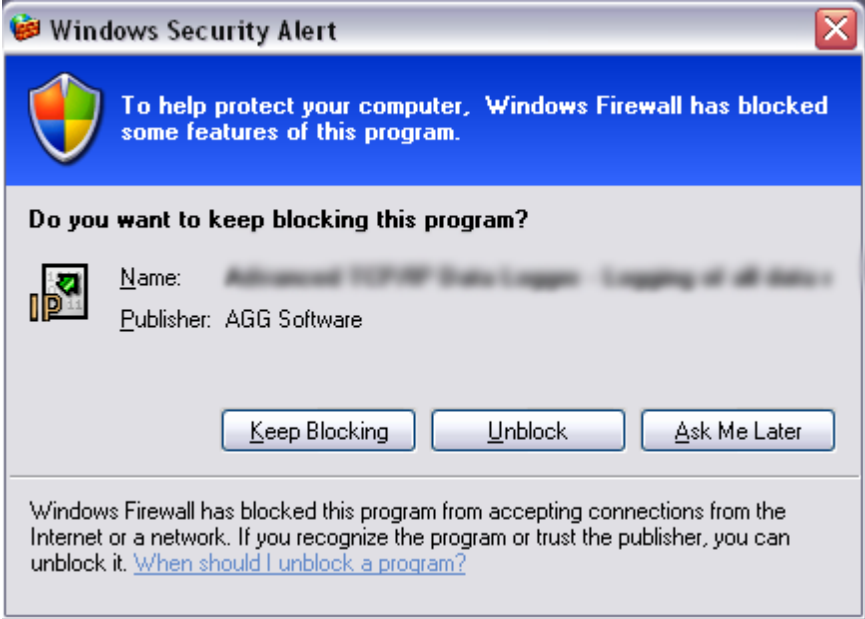 Windows Security Alert
To help protect your computer, Windows Firewall has blocked
some features of this program.
Do you want to keep blocking this program?
IP
Name:
Publisher: AGG Software
Keep Blocking
Unblock
Ask Me Later
Windows Firewall has blocked this program from accepting connections from the
Internet or a network. If you recognize the program or trust the publisher, you can
unblock it. When should I unblock a program?